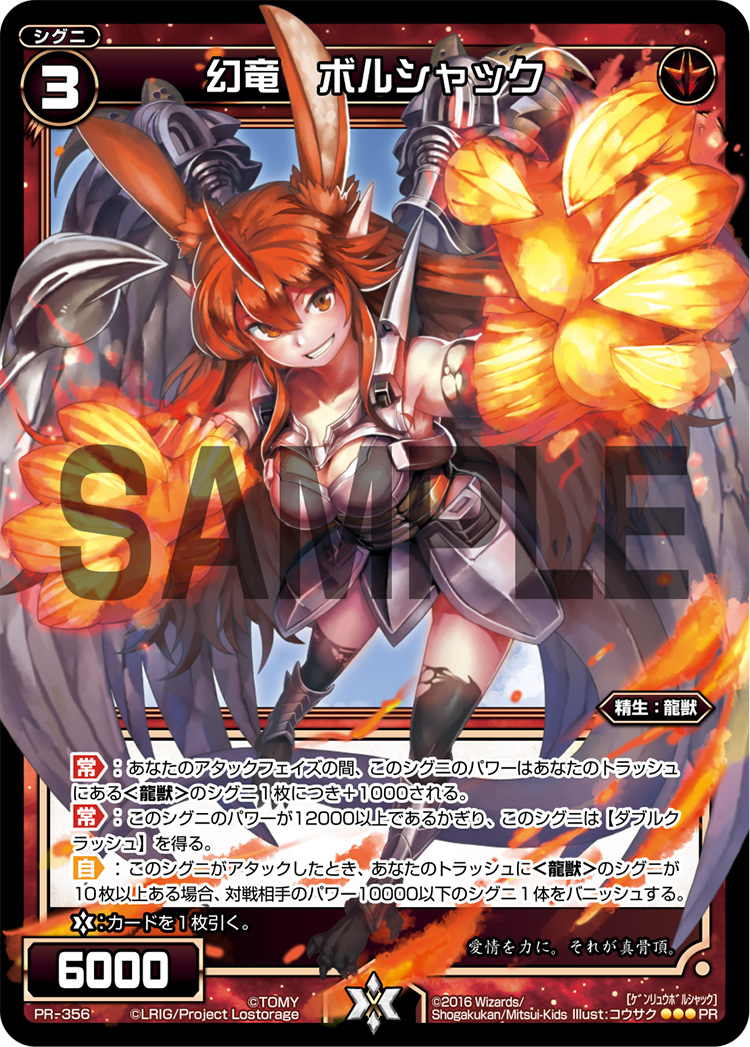 シグニ
3
幻竜　ボルシャック
SAMPLE
精生：龍獣
常：あなたのアタックフェイズの間、このシグニのパワーはあなたのトラッシュ
にある<龍獣>のシグニ1枚につき＋1000される。
常：このシグニのパワーが12000以上であるかぎり、このシグニは【ダブルク
ラッシュ】を得る。
自：このシグニがアタックしたとき、あなたのトラッシュに<龍獣>のシグニが
10枚以上ある場合、対戦相手のパワー10000以下のシグニ1体をバニッシュする。
：カードを1枚引く。
愛情を力に。それが真骨頂。
6000
[ｹﾞﾝﾘｭｳﾎﾞﾙｼｬｯｸ]
©TOMY ©2016 Wizards/
PR-356 ©LRIG/Project Lostorage Shogakukan/Mitsui-Kids Illust:コウサク PR